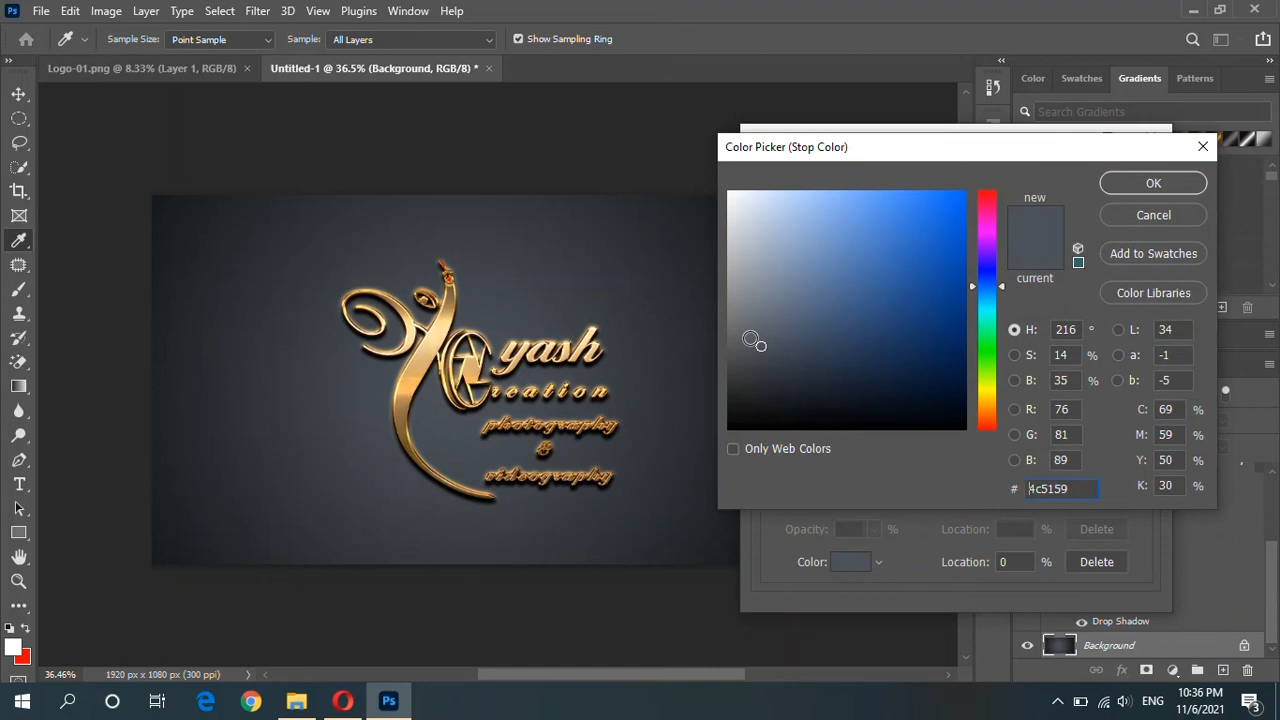 Ps File Edit Image Layer Type Select Filter 3D View Plugins Window Help
Sample Size: Point Sample Sample: All Layers Show Sampling Ring
Logo-01.png @ 8.33% (Layer 1, RGB/8) × Untitled-1 @ 36.5% (Background, RGB/8) * ×
Color Swatches Gradients Patterns
Search Gradients
Color Picker (Stop Color)
OK
new
Cancel
Add to Swatches
current
Color Libraries
H: 216 ° L: 34
S: 14 % a: -1
B: 35 % b: -5
R: 76 C: 69 %
G: 81 M: 59 %
Only Web Colors
B: 89 Y: 50 %
# 4c5159 K: 30 %
yash
Creation
photography
&
videography
Opacity: % Location: % Delete
Color: Location: 0 % Delete
Drop Shadow
Background
fx
36.46% 1920 px x 1080 px (300 ppi)
Ps
ENG
10:36 PM
11/6/2021
3